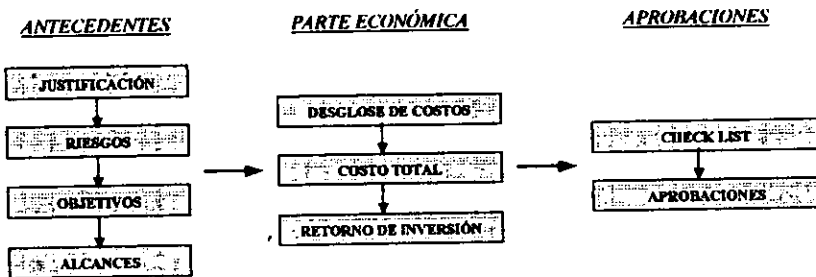 ANTECEDENTES
JUSTIFICACIÓN
RIESGOS
OBJETIVOS
ALCANCES
PARTE ECONÓMICA
DESGLOSE DE COSTOS
COSTO TOTAL
RETORNO DE INVERSIÓN
APROBACIONES
CHECK LIST
APROBACIONES